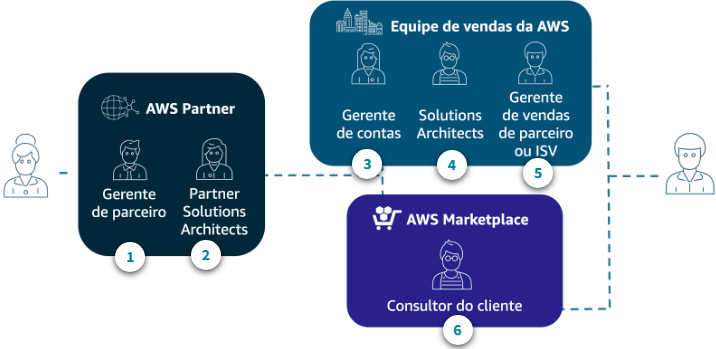 AWS Partner
Gerente
de parceiro
1
Partner
Solutions
Architects
2
Equipe de vendas da AWS
Gerente
de contas
3
Solutions
Architects
4
Gerente
de vendas
de parceiro
ou ISV
5
AWS Marketplace
Consultor do cliente
6